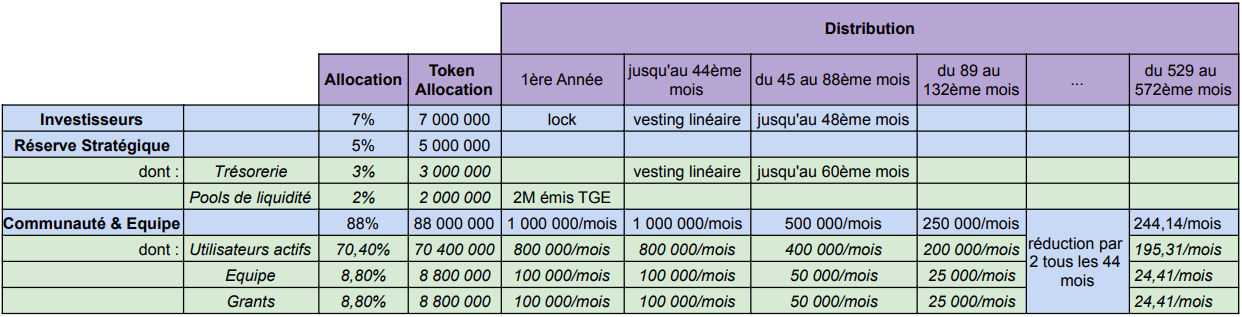 Distribution
Allocation Token Allocation 1ère Année jusqu'au 44ème mois du 45 au 88ème mois du 89 au 132ème mois ... du 529 au 572ème mois
Investisseurs 7% 7 000 000 lock vesting linéaire jusqu'au 48ème mois
Réserve Stratégique 5% 5 000 000
dont : Trésorerie 3% 3 000 000 vesting linéaire jusqu'au 60ème mois
Pools de liquidité 2% 2 000 000 2M émis TGE
Communauté & Equipe 88% 88 000 000 1 000 000/mois 1 000 000/mois 500 000/mois 250 000/mois réduction par 2 tous les 44 mois 244,14/mois
dont : Utilisateurs actifs 70,40% 70 400 000 800 000/mois 800 000/mois 400 000/mois 200 000/mois 195,31/mois
Equipe 8,80% 8 800 000 100 000/mois 100 000/mois 50 000/mois 25 000/mois 24,41/mois
Grants 8,80% 8 800 000 100 000/mois 100 000/mois 50 000/mois 25 000/mois 24,41/mois